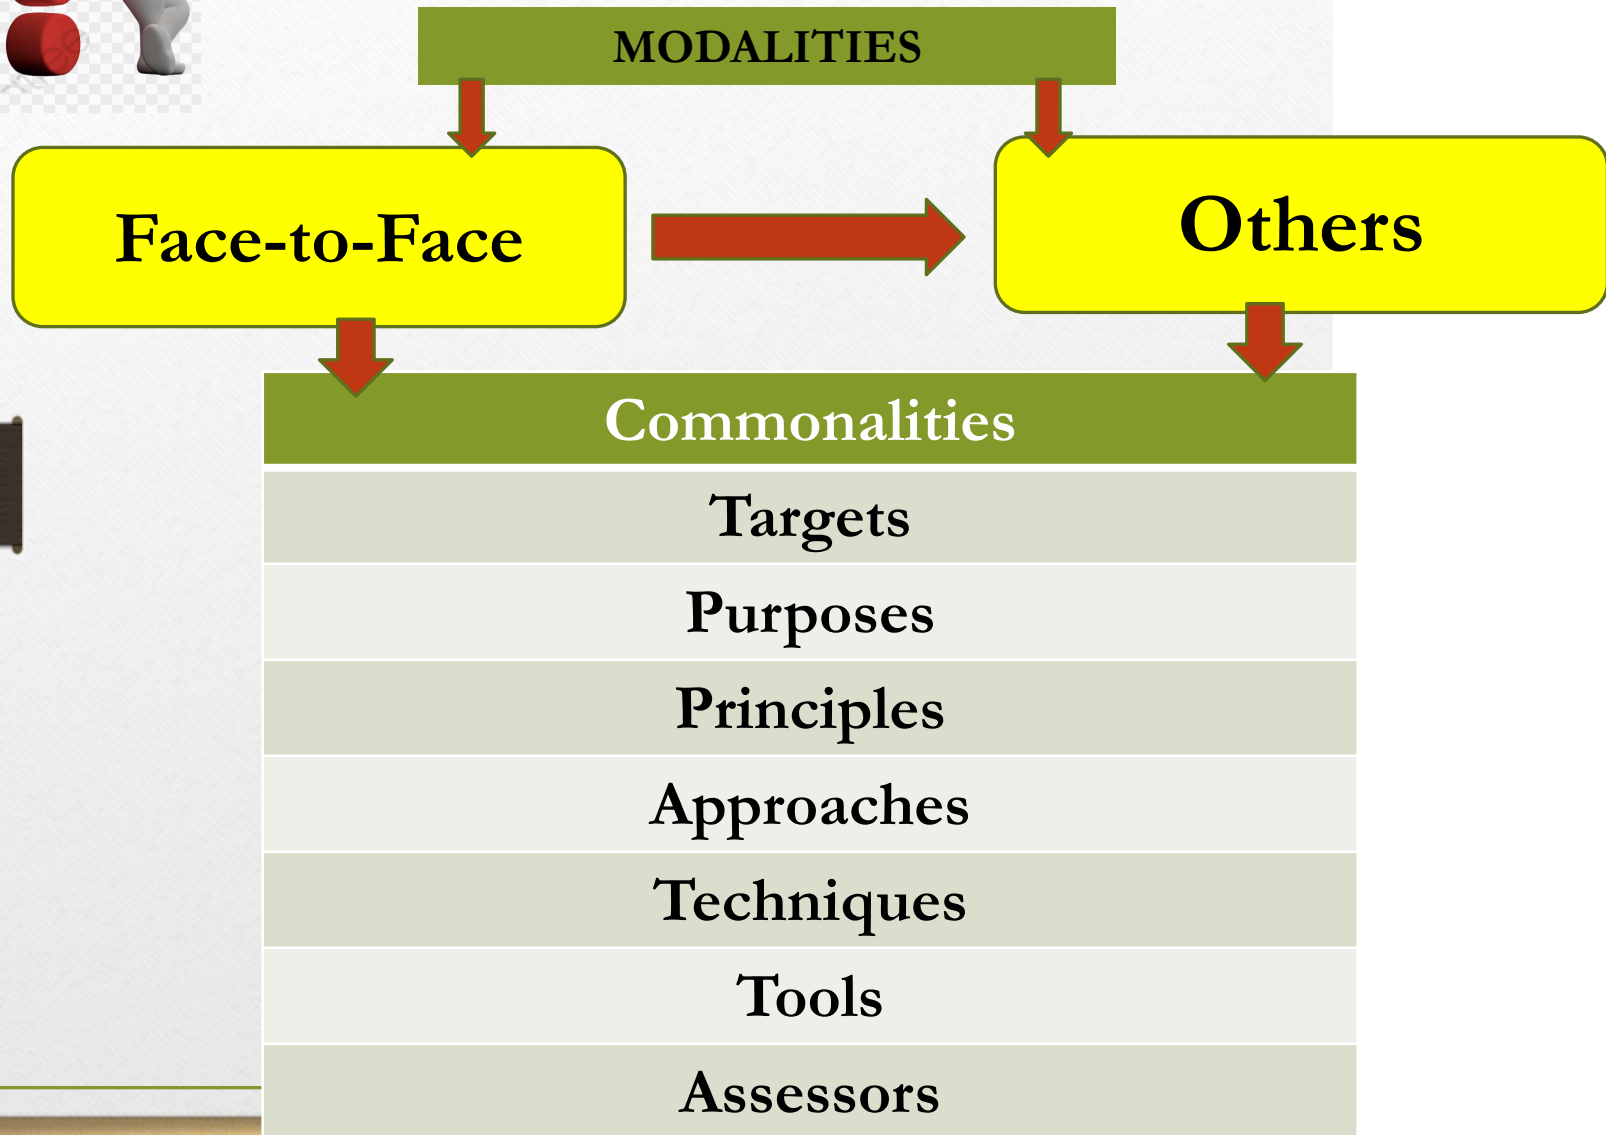 MODALITIES
Face-to-Face
Others
Commonalities
Targets
Purposes
Principles
Approaches
Techniques
Tools
Assessors